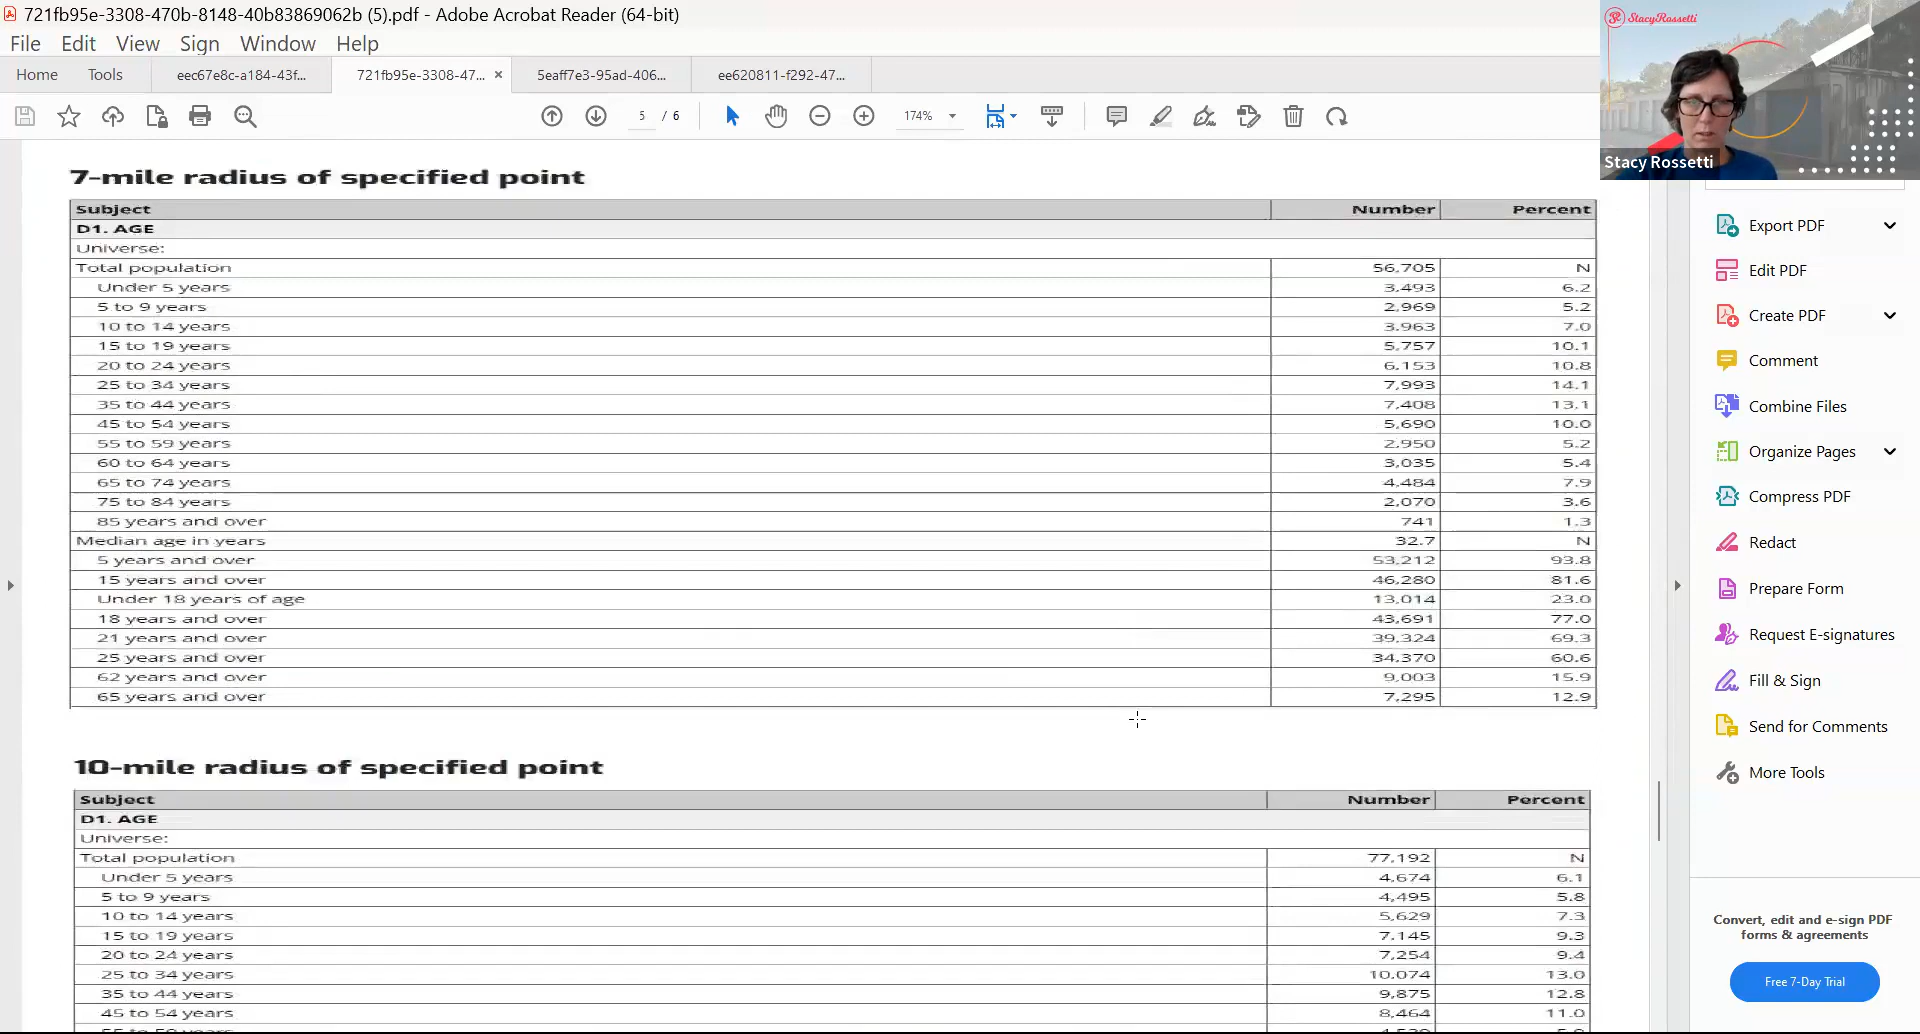 721fb95e-3308-470b-8148-40b83869062b (5).pdf - Adobe Acrobat Reader (64-bit)
File Edit View Sign Window Help
Home Tools eec67e8c-a184-43f... 721fb95e-3308-47... × 5eaff7e3-95ad-406... ee620811-f292-47...
5 / 6 174%
StacyRossetti
Stacy Rossetti
7-mile radius of specified point
Subject Number Percent
D1. AGE
Universe:
Total population 56,705 N
Under 5 years 3,493 6.2
5 to 9 years 2,969 5.2
10 to 14 years 3,963 7.0
15 to 19 years 5,757 10.1
20 to 24 years 6,153 10.8
25 to 34 years 7,993 14.1
35 to 44 years 7,408 13.1
45 to 54 years 5,690 10.0
55 to 59 years 2,950 5.2
60 to 64 years 3,035 5.4
65 to 74 years 4,484 7.9
75 to 84 years 2,070 3.6
85 years and over 741 1.3
Median age in years 32.7 N
5 years and over 53,212 93.8
15 years and over 46,280 81.6
Under 18 years of age 13,014 23.0
18 years and over 43,691 77.0
21 years and over 39,324 69.3
25 years and over 34,370 60.6
62 years and over 9,003 15.9
65 years and over 7,295 12.9
10-mile radius of specified point
Subject Number Percent
D1. AGE
Universe:
Total population 77,192 N
Under 5 years 4,674 6.1
5 to 9 years 4,495 5.8
10 to 14 years 5,629 7.3
15 to 19 years 7,145 9.3
20 to 24 years 7,254 9.4
25 to 34 years 10,074 13.0
35 to 44 years 9,875 12.8
45 to 54 years 8,464 11.0
Export PDF
Edit PDF
Create PDF
Comment
Combine Files
Organize Pages
Compress PDF
Redact
Prepare Form
Request E-signatures
Fill & Sign
Send for Comments
More Tools
Convert, edit and e-sign PDF
forms & agreements
Free 7-Day Trial